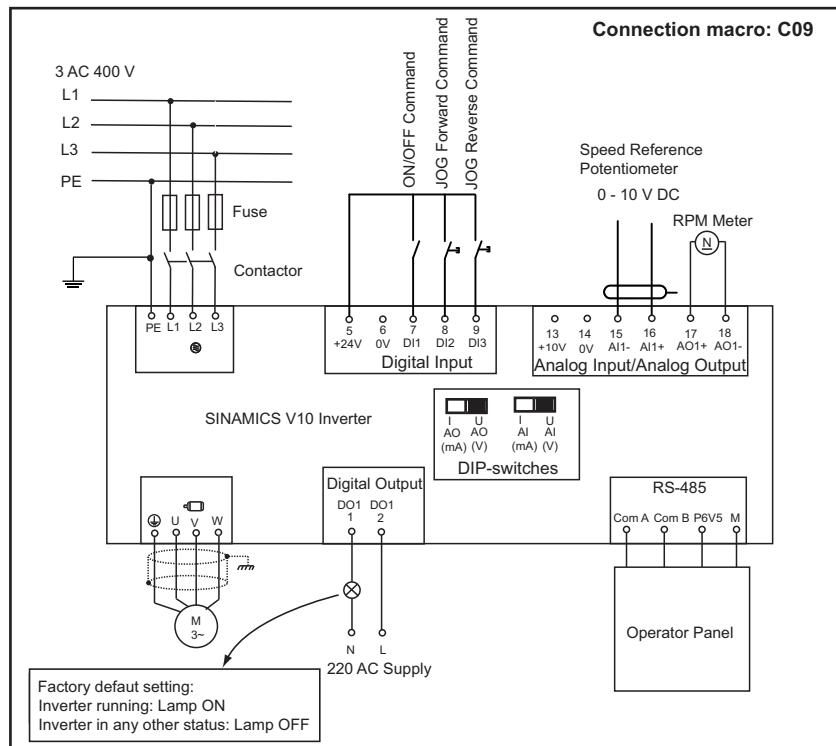 Connection macro: C09
3 AC 400 V
L1
L2
L3
PE
Fuse
Contactor
ON/OFF Command
JOG Forward Command
JOG Reverse Command
Speed Reference
Potentiometer
0 - 10 V DC
RPM Meter
N
PE L1 L2 L3
5 6 7 8 9
+24V 0V DI1 DI2 DI3
Digital Input
13 14 15 16 17 18
+10V 0V AI1- AI1+ AO1+ AO1-
Analog Input/Analog Output
SINAMICS V10 Inverter
I U I U
AO AO AI AI
(mA) (V) (mA) (V)
DIP-switches
U V W
Digital Output
DO1 DO1
1 2
RS-485
Com A Com B P6V5 M
M
3~
N L
220 AC Supply
Operator Panel
Factory defaut setting:
Inverter running: Lamp ON
Inverter in any other status: Lamp OFF